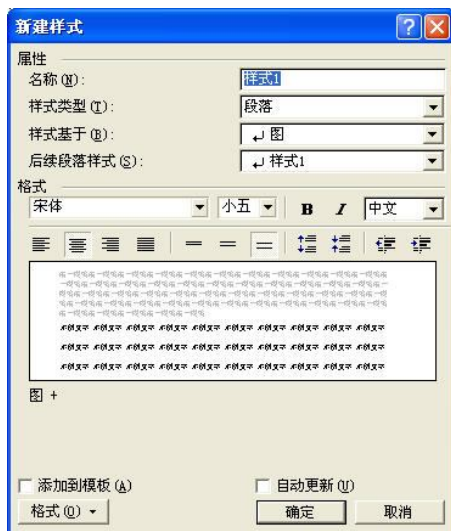 新建样式
属性
名称(N): 样式1
样式类型(T): 段落
样式基于(B): 图
后续段落样式(S): 样式1
格式
宋体 小五 B I 中文
图 +
添加到模板(A) 自动更新(U)
格式(O) 确定 取消